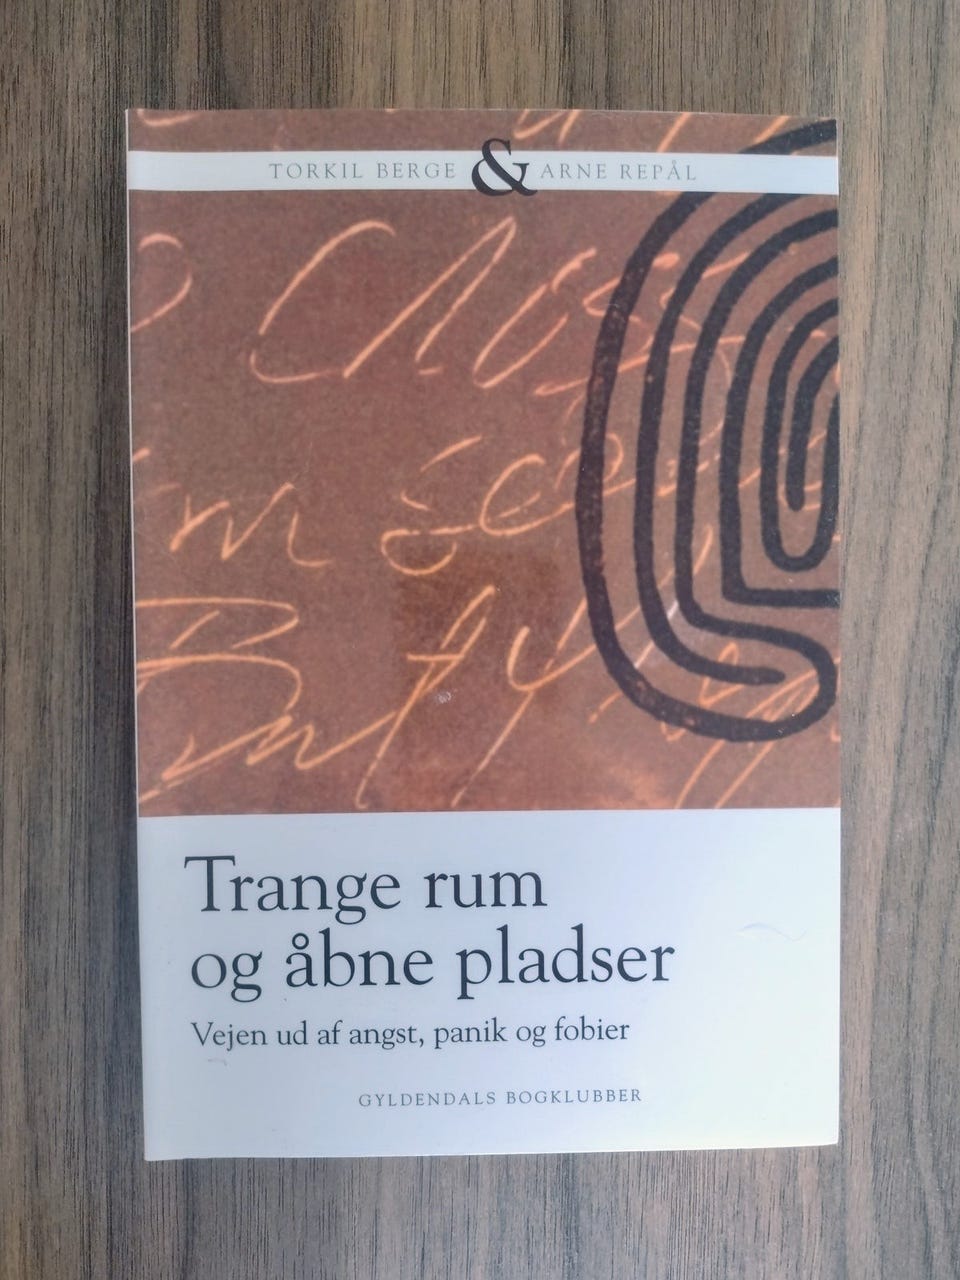 TORKIL BERGE & ARNE REPÅL
Trange rum
og åbne pladser
Vejen ud af angst, panik og fobier
GYLDENDALS BOGKLUBBER